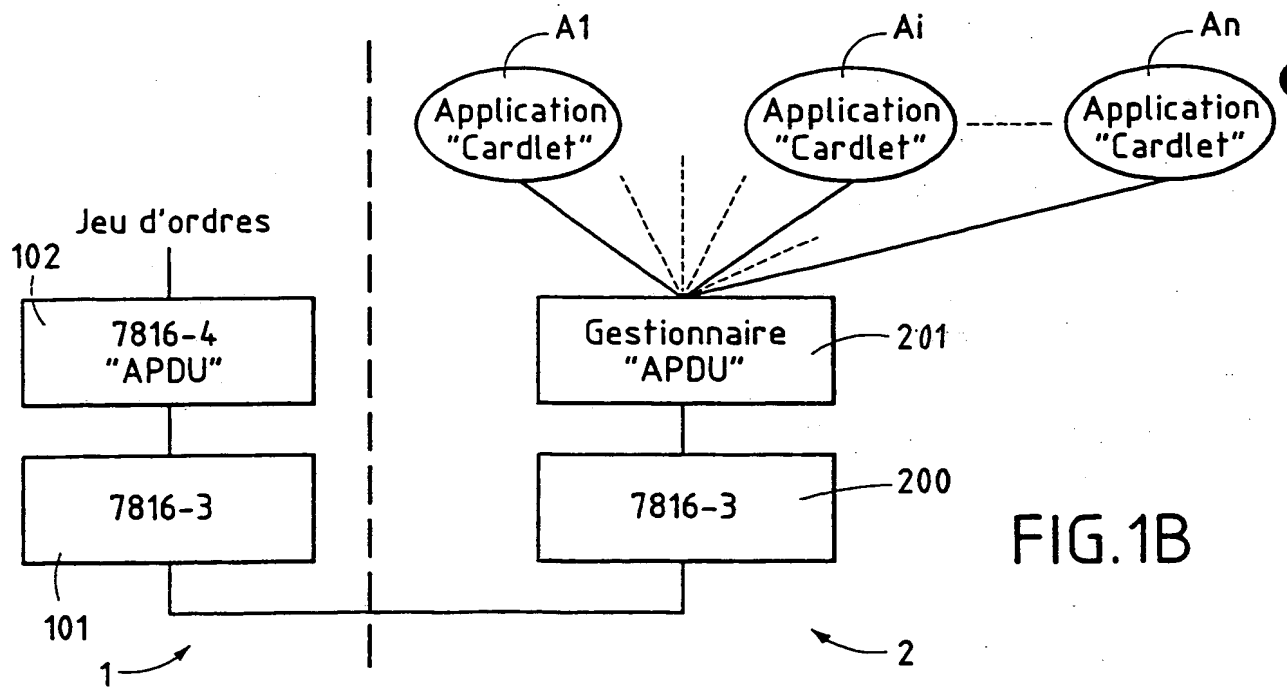 A1
Ai
An
Application
"Cardlet"
Application
"Cardlet"
Application
"Cardlet"
Jeu d'ordres
102
7816-4
"APDU"
Gestionnaire
"APDU"
201
7816-3
101
7816-3
200
FIG.1B
1
2